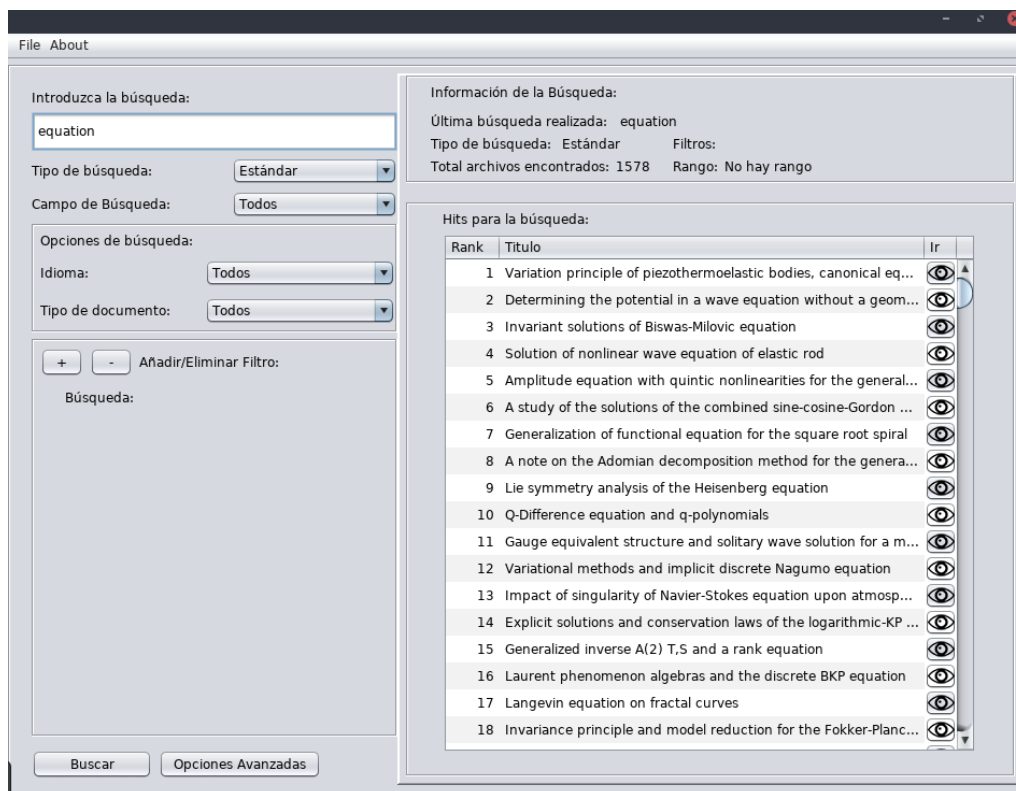 File About
Introduzca la búsqueda:
equation
Tipo de búsqueda: Estándar
Campo de Búsqueda: Todos
Opciones de búsqueda:
Idioma: Todos
Tipo de documento: Todos
+ - Añadir/Eliminar Filtro:
Búsqueda:
Buscar Opciones Avanzadas
Información de la Búsqueda:
Última búsqueda realizada: equation
Tipo de búsqueda: Estándar Filtros:
Total archivos encontrados: 1578 Rango: No hay rango
Hits para la búsqueda:
Rank Titulo Ir
1 Variation principle of piezothermoelastic bodies, canonical eq...
2 Determining the potential in a wave equation without a geom...
3 Invariant solutions of Biswas-Milovic equation
4 Solution of nonlinear wave equation of elastic rod
5 Amplitude equation with quintic nonlinearities for the general...
6 A study of the solutions of the combined sine-cosine-Gordon ...
7 Generalization of functional equation for the square root spiral
8 A note on the Adomian decomposition method for the genera...
9 Lie symmetry analysis of the Heisenberg equation
10 Q-Difference equation and q-polynomials
11 Gauge equivalent structure and solitary wave solution for a m...
12 Variational methods and implicit discrete Nagumo equation
13 Impact of singularity of Navier-Stokes equation upon atmosp...
14 Explicit solutions and conservation laws of the logarithmic-KP ...
15 Generalized inverse A(2) T,S and a rank equation
16 Laurent phenomenon algebras and the discrete BKP equation
17 Langevin equation on fractal curves
18 Invariance principle and model reduction for the Fokker-Planc...